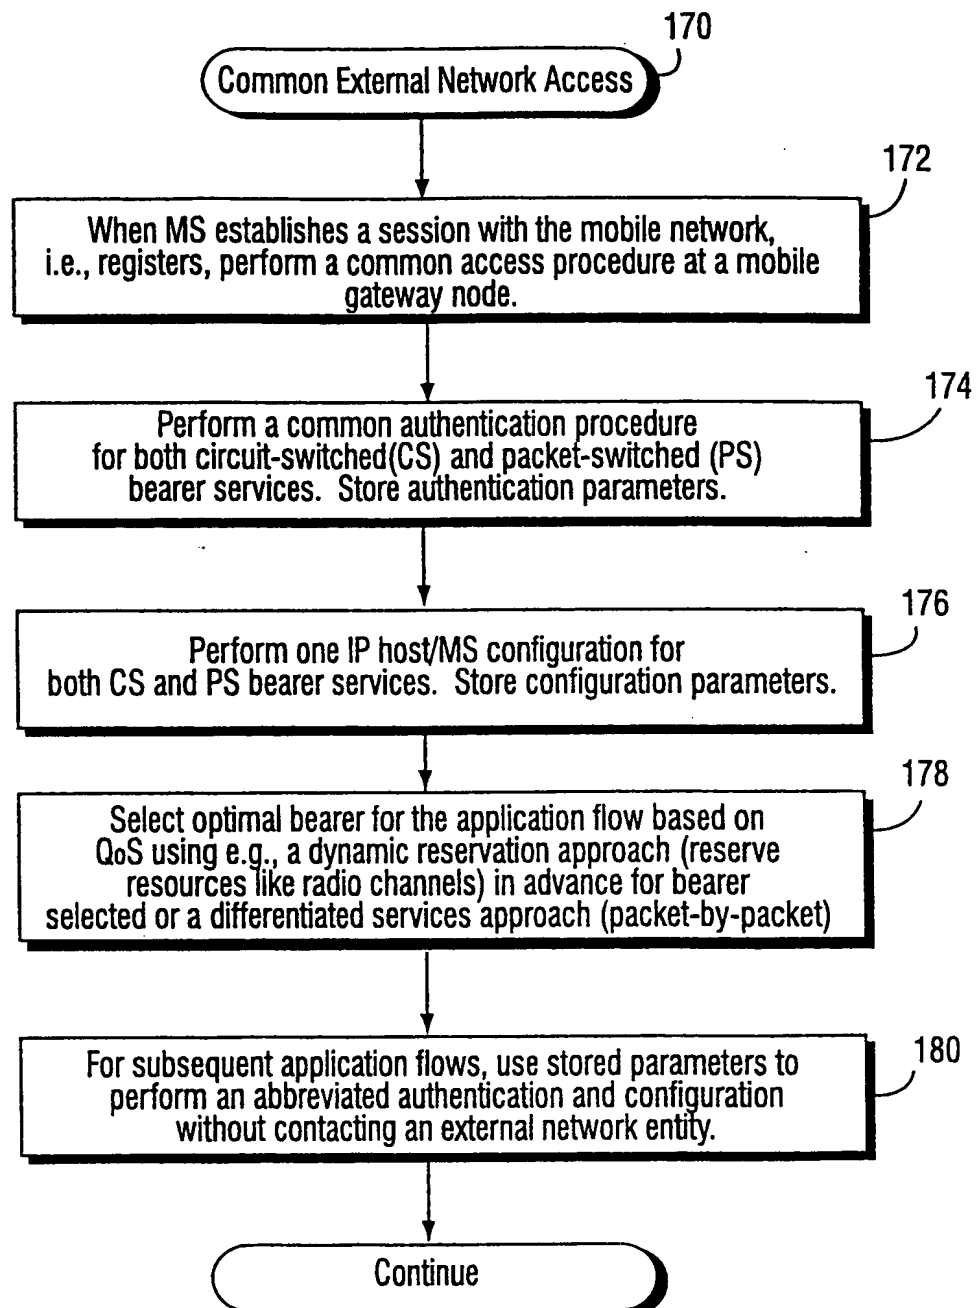 170
Common External Network Access
172
When MS establishes a session with the mobile network,
i.e., registers, perform a common access procedure at a mobile
gateway node.
174
Perform a common authentication procedure
for both circuit-switched(CS) and packet-switched (PS)
bearer services. Store authentication parameters.
176
Perform one IP host/MS configuration for
both CS and PS bearer services. Store configuration parameters.
178
Select optimal bearer for the application flow based on
QoS using e.g., a dynamic reservation approach (reserve
resources like radio channels) in advance for bearer
selected or a differentiated services approach (packet-by-packet)
180
For subsequent application flows, use stored parameters to
perform an abbreviated authentication and configuration
without contacting an external network entity.
Continue